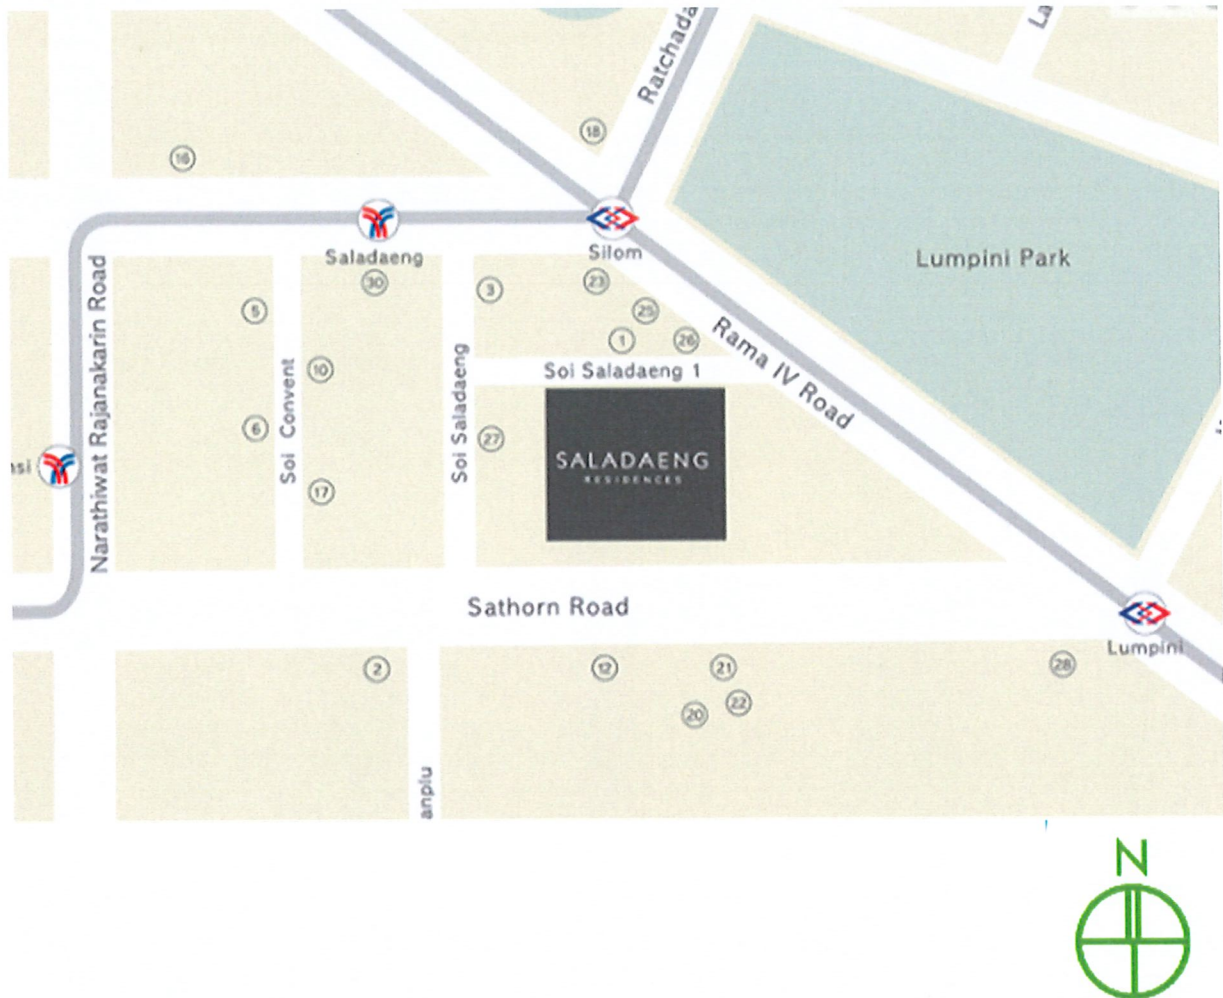 Ratchada
La
18
16
Saladaeng
Silom
Lumpini Park
30
3
23
5
25
1
26
Rama IV Road
Narathiwat Rajanakarin Road
Soi Convent
10
Soi Saladaeng
Soi Saladaeng 1
6
27
SALADAENG
RESIDENCES
nsi
17
Sathorn Road
Lumpini
2
12
21
28
20
22
anplu
N